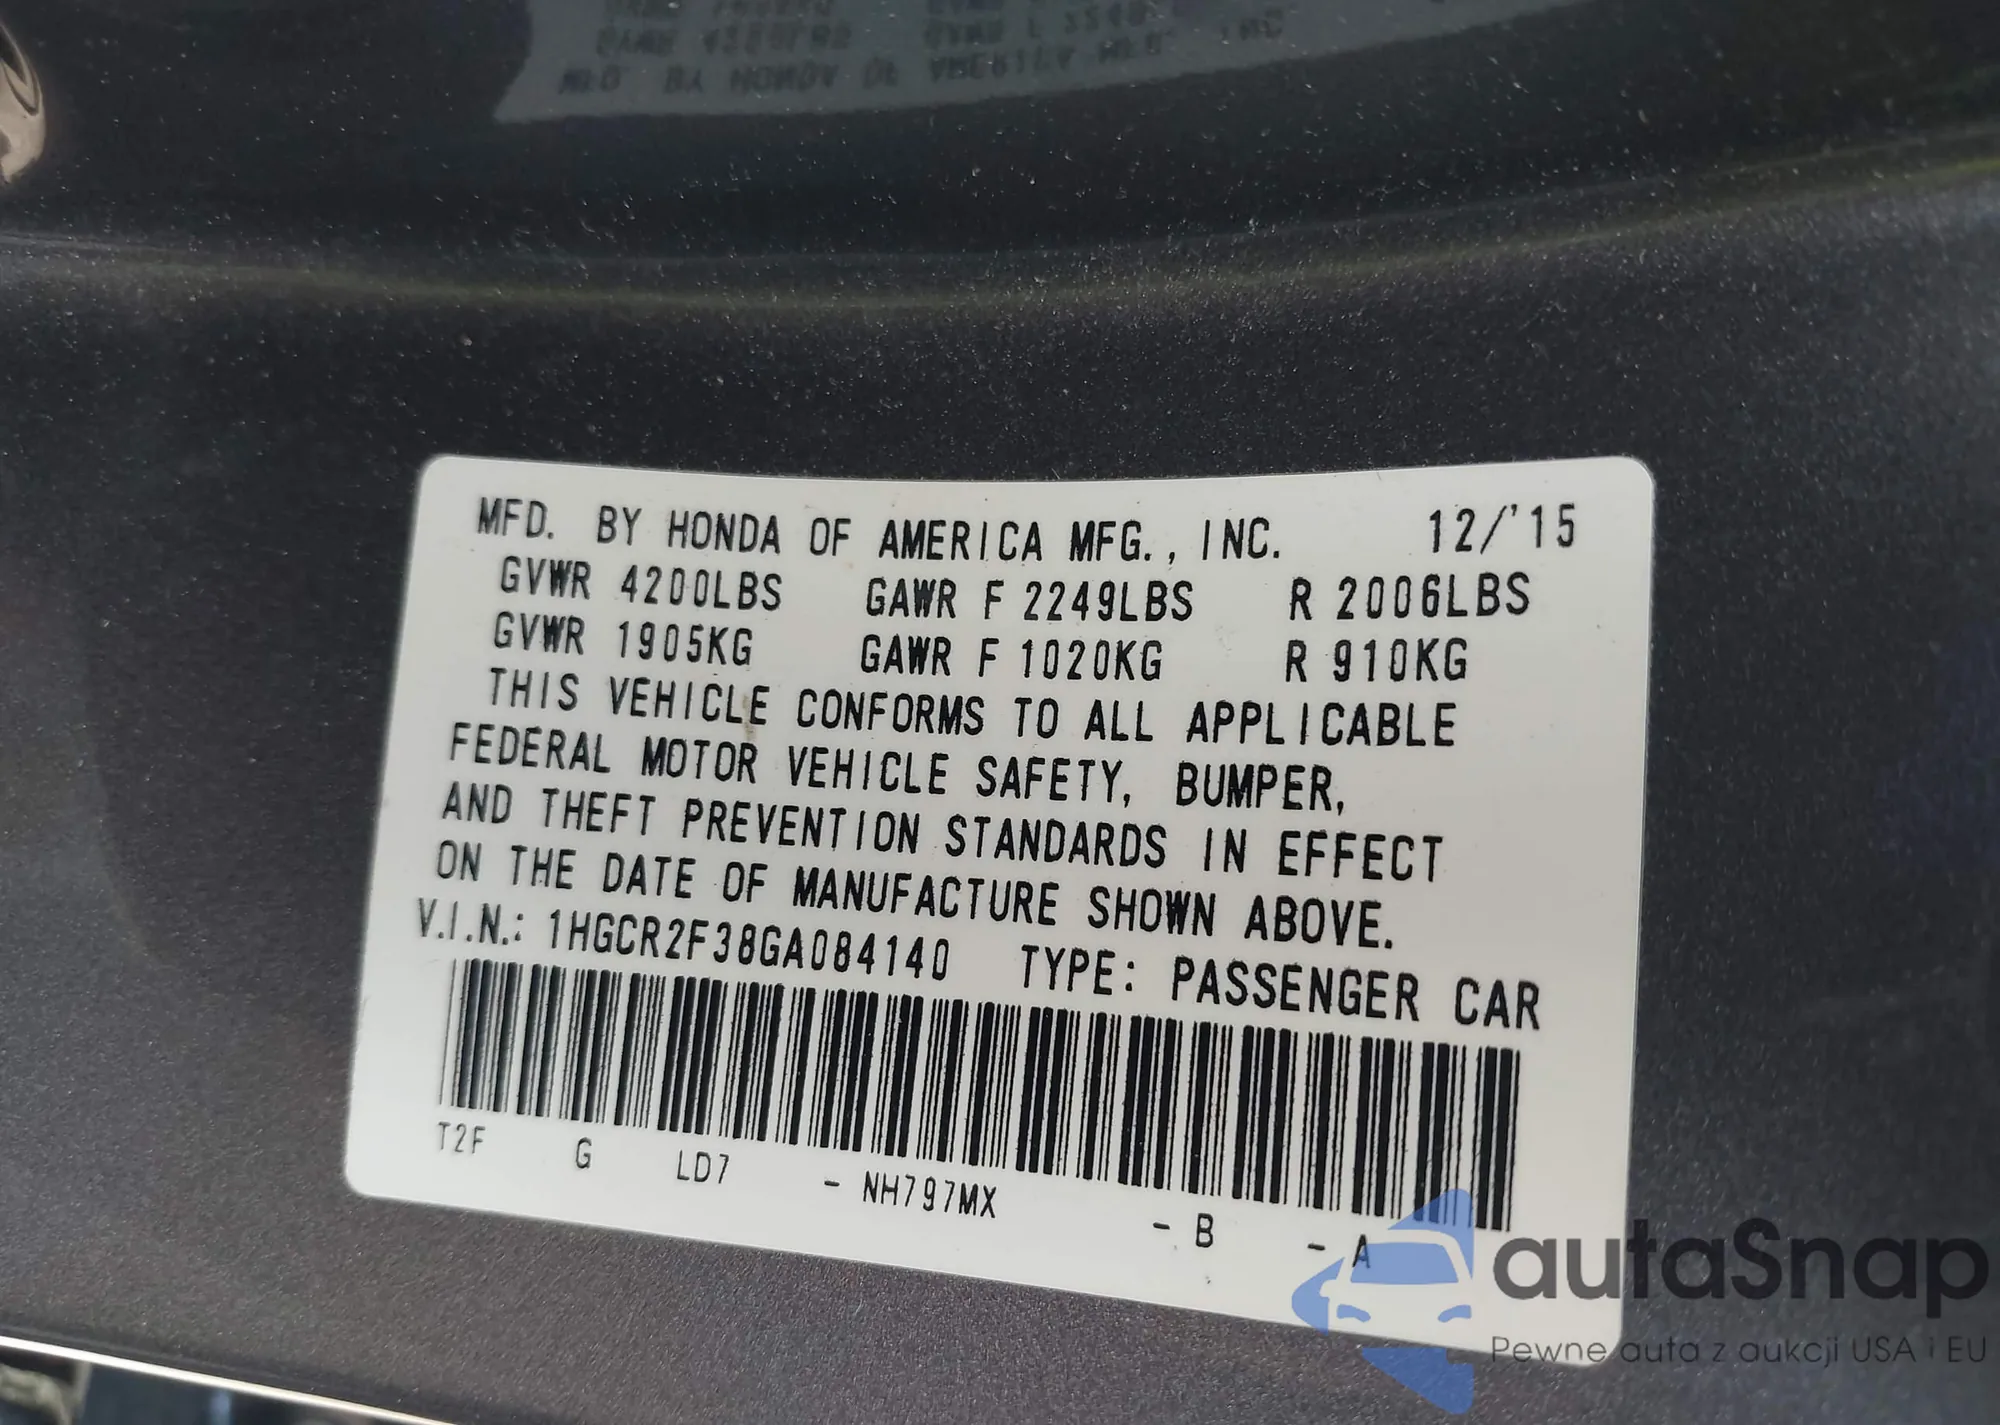 MFD. BY HONDA OF AMERICA MFG., INC. 12/'15
GVWR 4200LBS GAWR F 2249LBS R 2006LBS
GVWR 1905KG GAWR F 1020KG R 910KG
THIS VEHICLE CONFORMS TO ALL APPLICABLE
FEDERAL MOTOR VEHICLE SAFETY, BUMPER,
AND THEFT PREVENTION STANDARDS IN EFFECT
ON THE DATE OF MANUFACTURE SHOWN ABOVE.
V.I.N.: 1HGCR2F38GA084140 TYPE: PASSENGER CAR
T2F G LD7 - NH797MX - B - A
autaSnap
Pewne auta z aukcji USA i EU